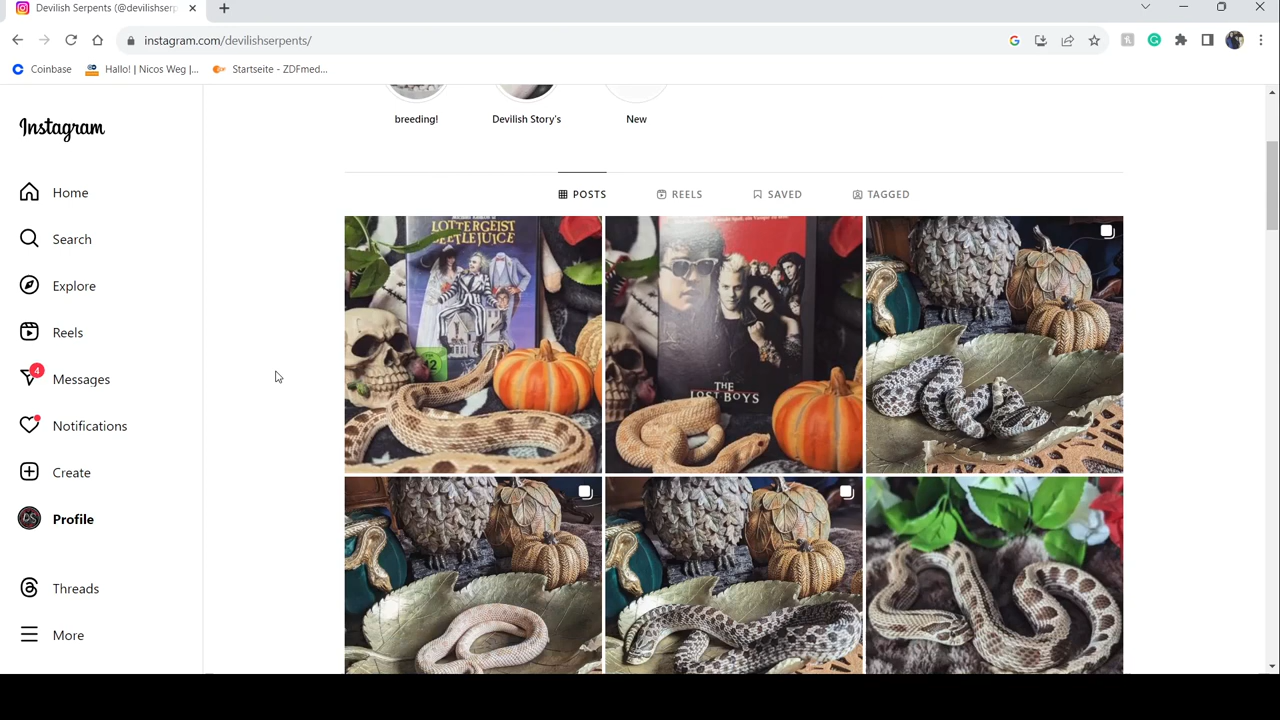 Devilish Serpents (@devilishserp
instagram.com/devilishserpents/
G
Coinbase
Hallo! | Nicos Weg |...
Startseite - ZDFmed...
Instagram
Home
Search
Explore
Reels
4
Messages
Notifications
Create
Profile
Threads
More
breeding!
Devilish Story's
New
POSTS
REELS
SAVED
TAGGED
LOTTERGEIST
BEETLEJUICE
12
THE
LOST BOYS